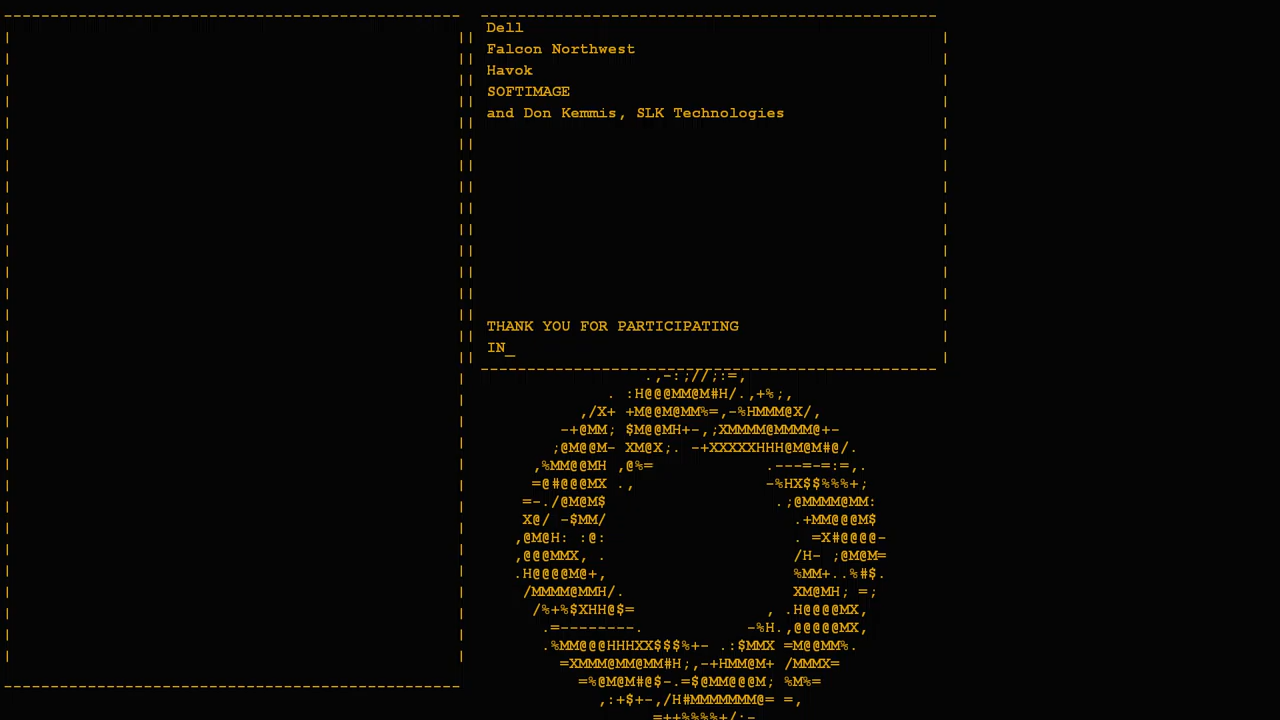 Dell
Falcon Northwest
Havok
SOFTIMAGE
and Don Kemmis, SLK Technologies
THANK YOU FOR PARTICIPATING
IN_